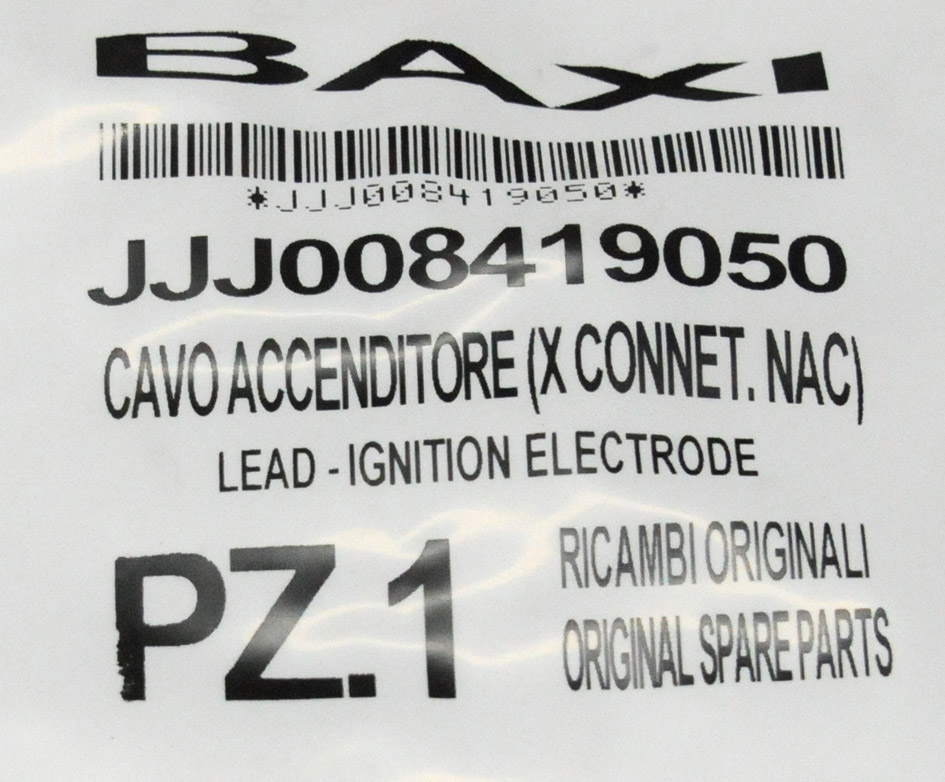 BAXI
*JJJ008419050*
JJJ008419050
CAVO ACCENDITORE (X CONNET. NAC)
LEAD - IGNITION ELECTRODE
PZ.1
RICAMBI ORIGINALI
ORIGINAL SPARE PARTS